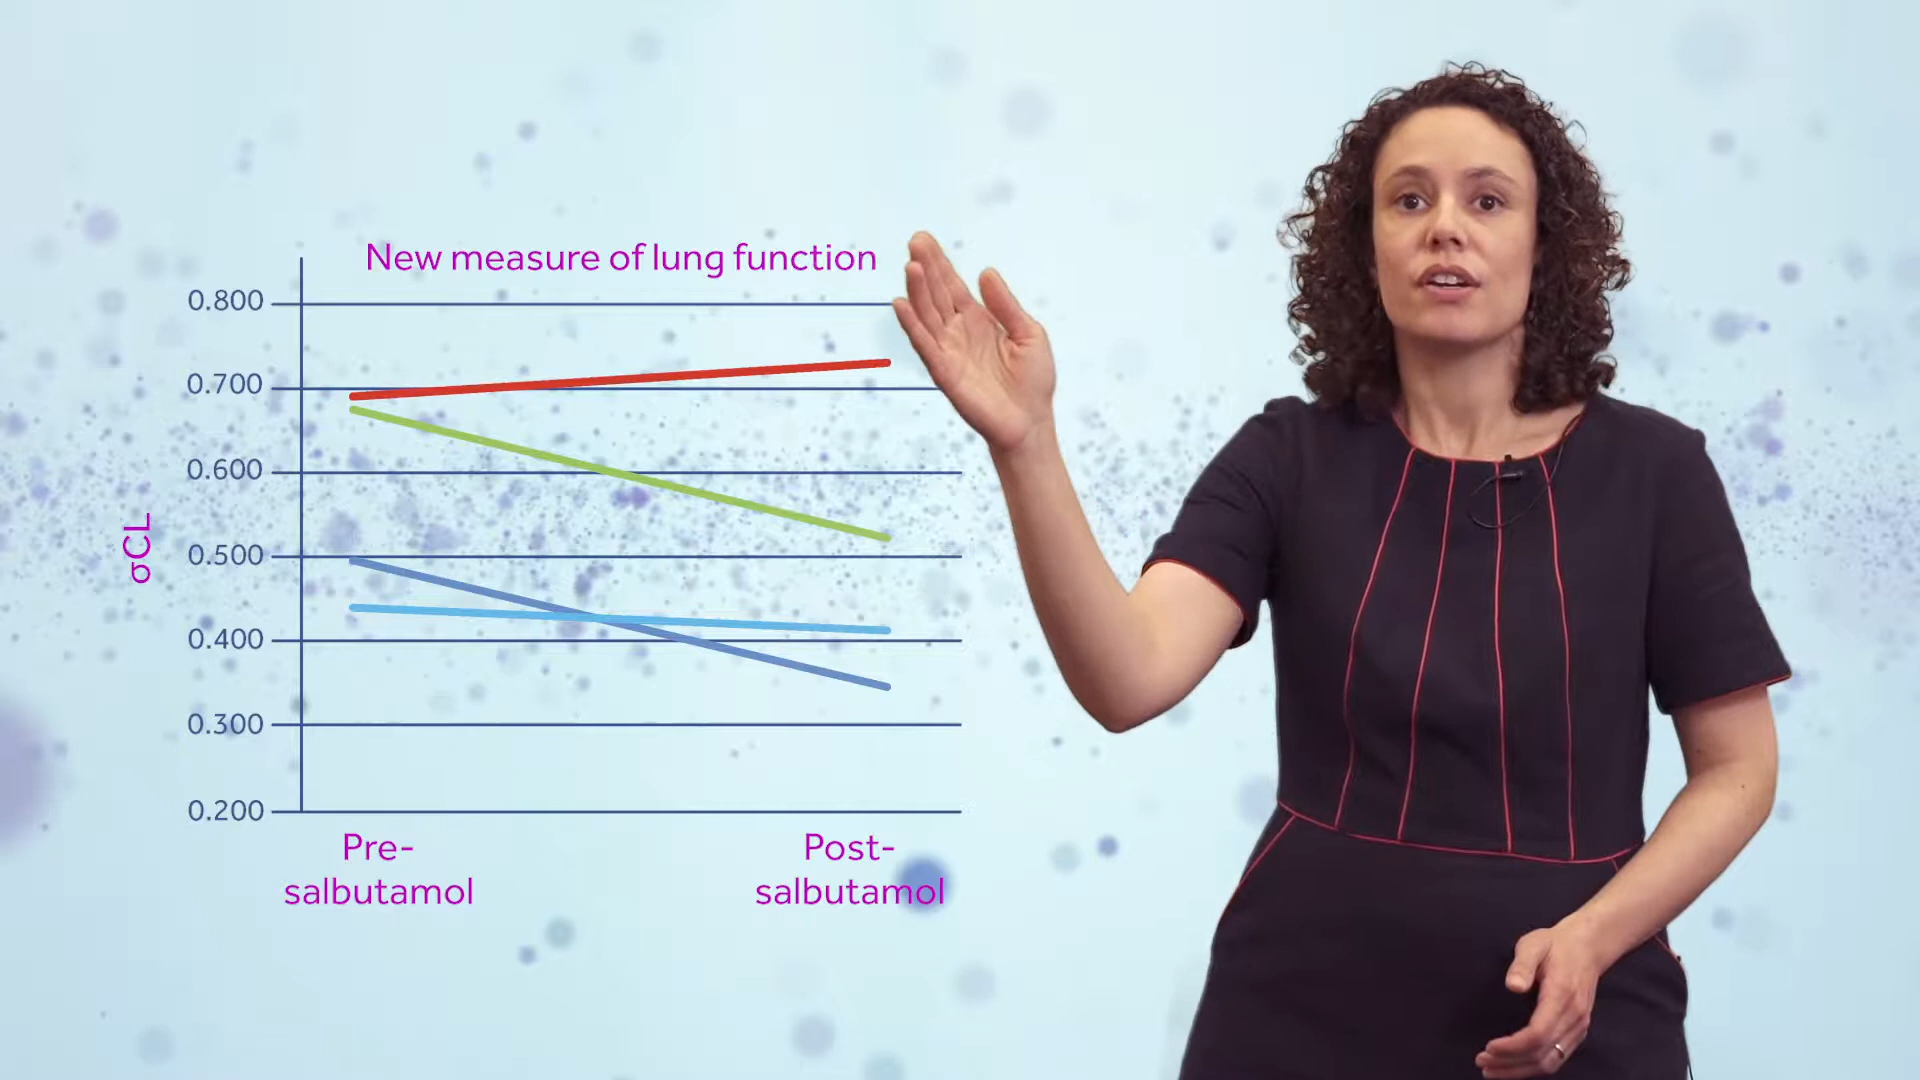 New measure of lung function
0.800
0.700
0.600
0.500
0.400
0.300
0.200
σCL
Pre-
salbutamol
Post-
salbutamol